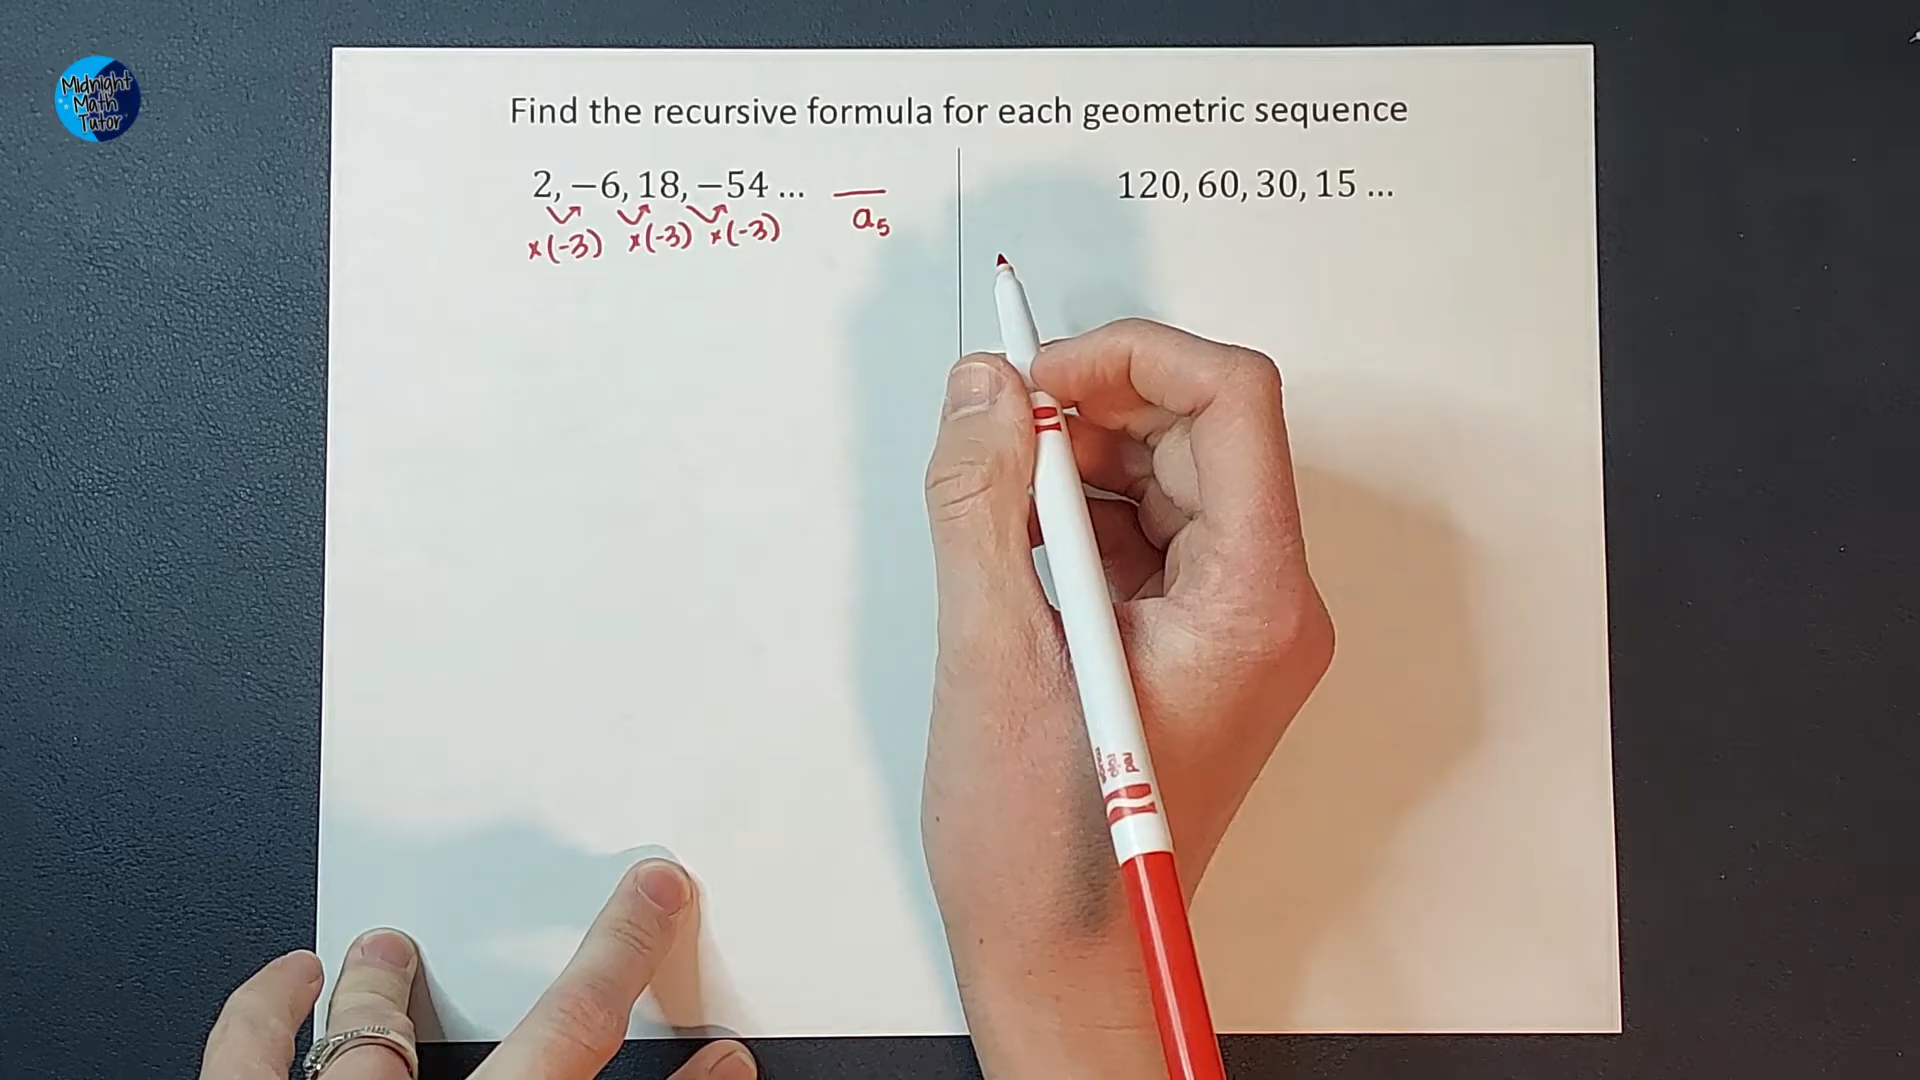 Midnight
Math
Tutor
Find the recursive formula for each geometric sequence
2, −6, 18, −54 ... __
a₅
×(-3) ×(-3) ×(-3)
120, 60, 30, 15 ...